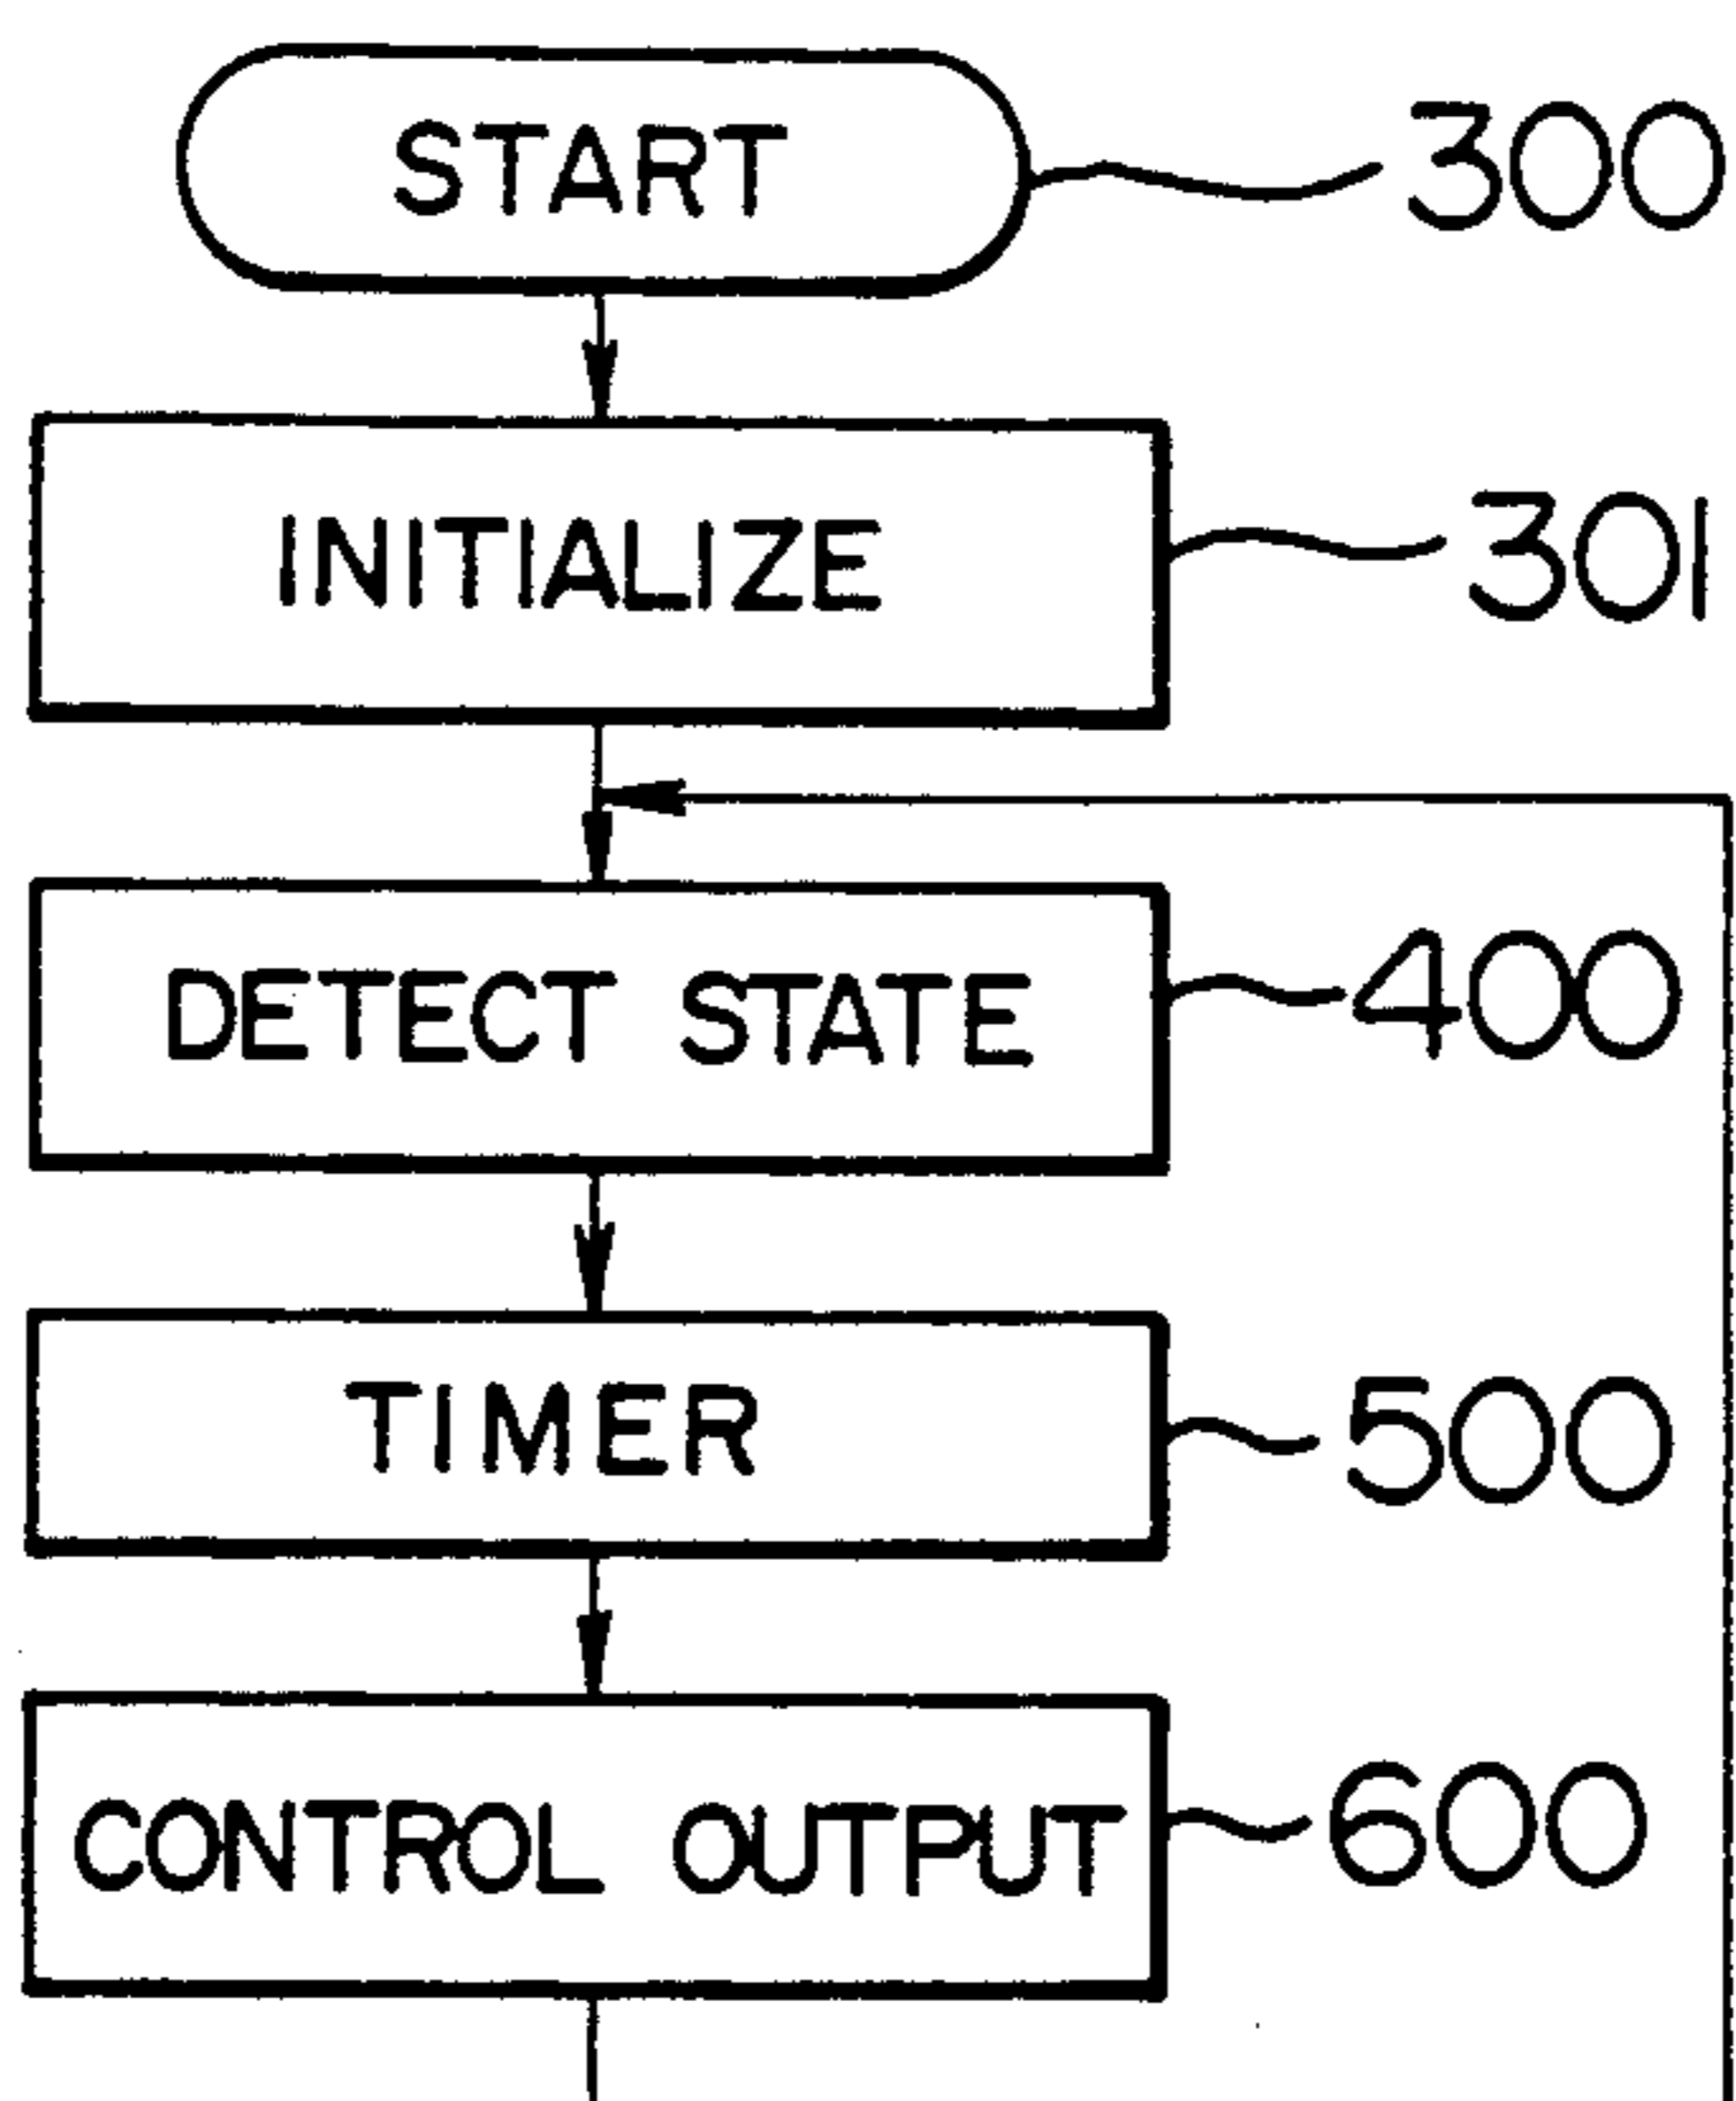 START 300
INITIALIZE 301
DETECT STATE 400
TIMER 500
CONTROL OUTPUT 600